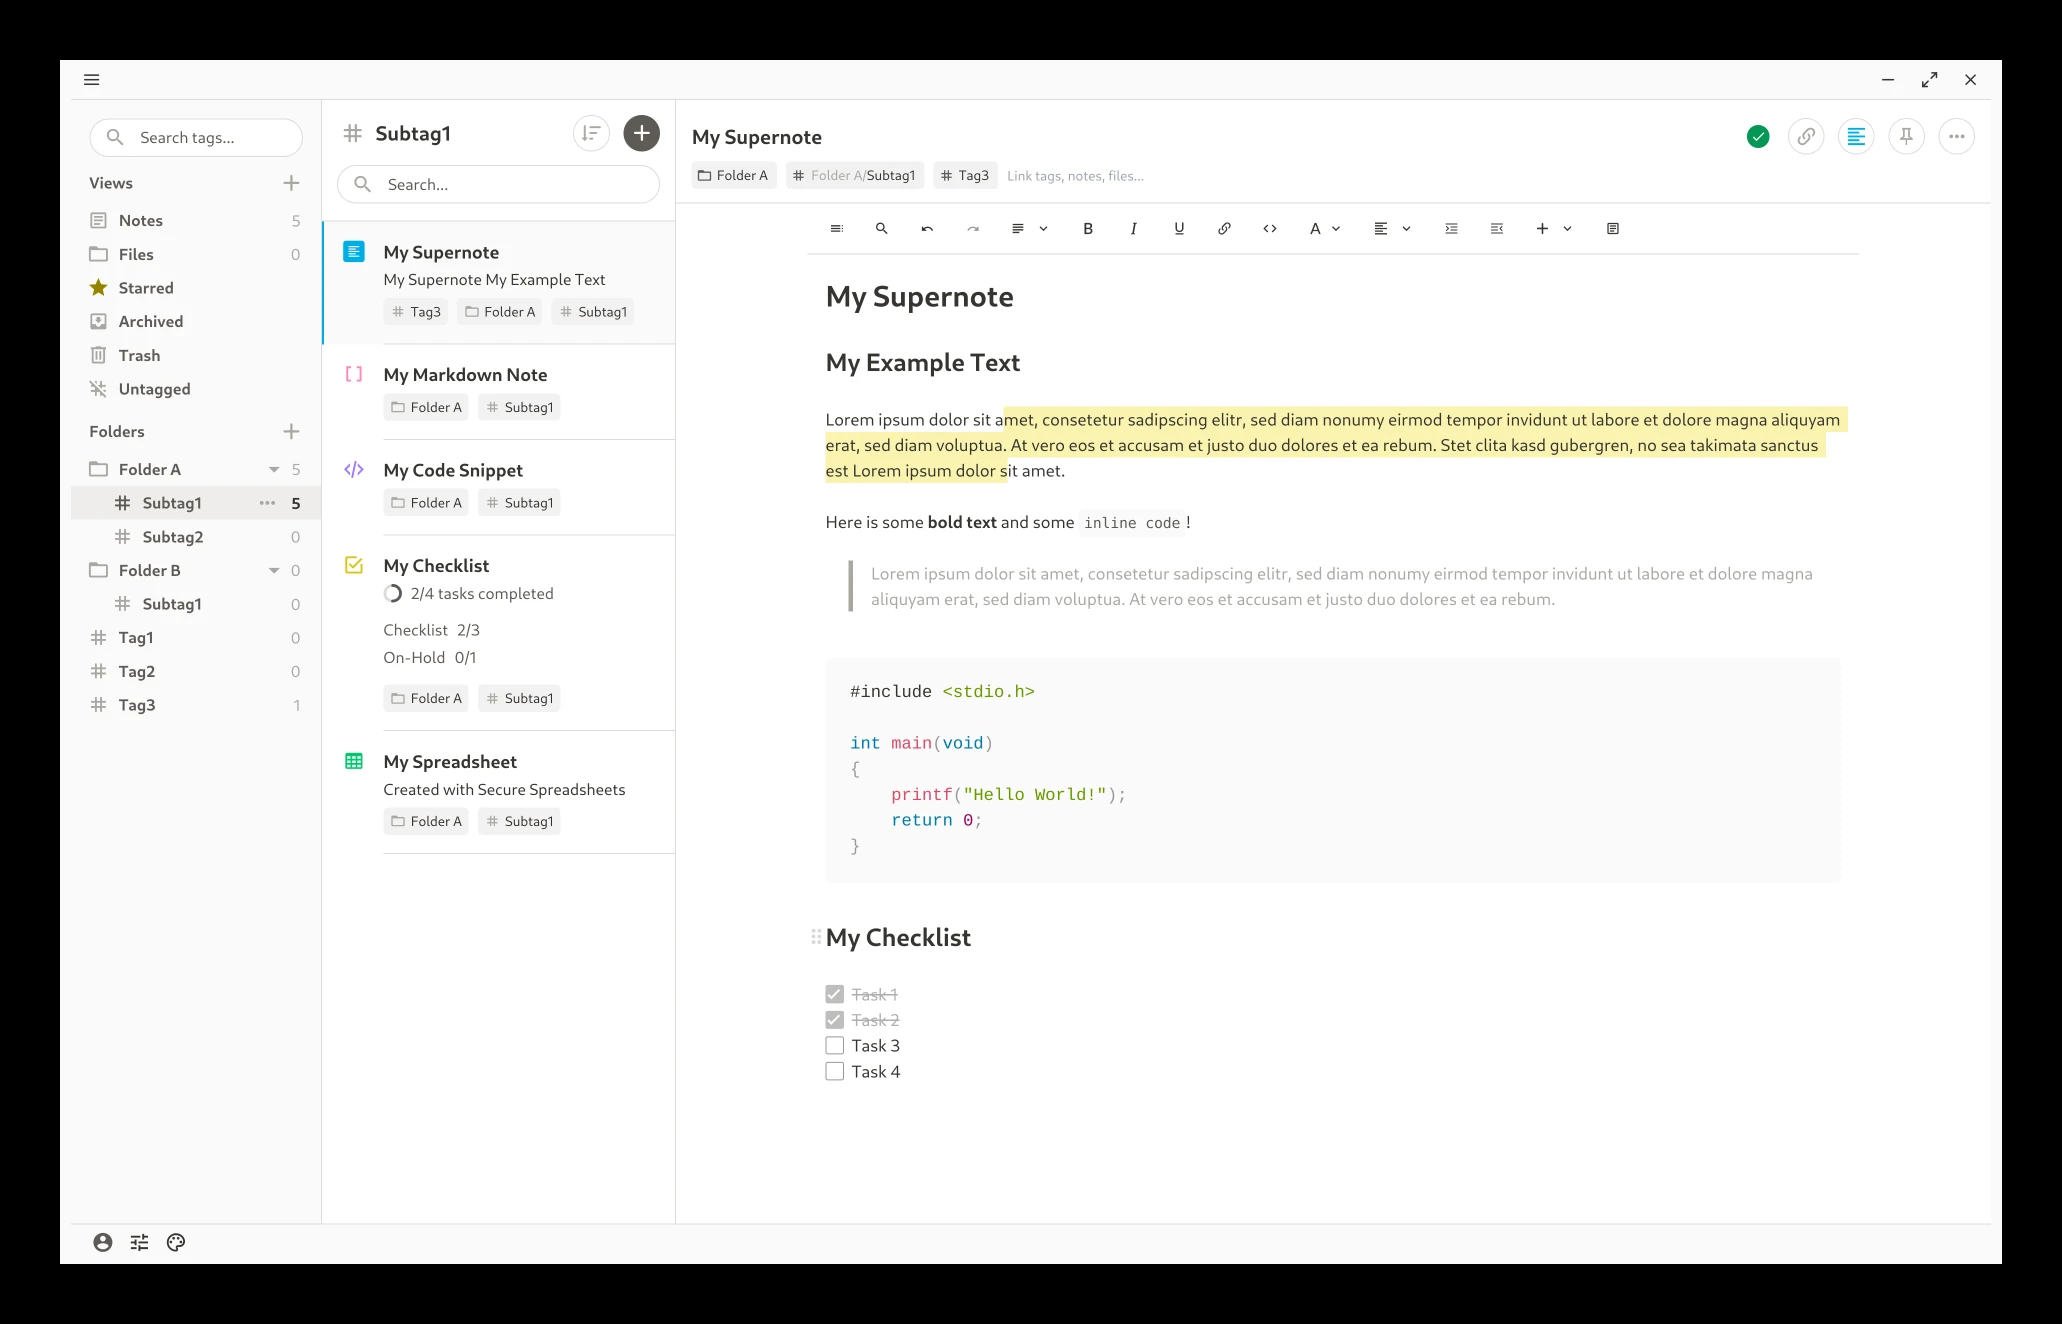 Search tags...
Views
Notes 5
Files 0
Starred
Archived
Trash
Untagged
Folders
Folder A 5
Subtag1 5
Subtag2 0
Folder B 0
Subtag1 0
Tag1 0
Tag2 0
Tag3 1
Subtag1
Search...
My Supernote
My Supernote My Example Text
Tag3 Folder A Subtag1
My Markdown Note
Folder A Subtag1
My Code Snippet
Folder A Subtag1
My Checklist
2/4 tasks completed
Checklist 2/3
On-Hold 0/1
Folder A Subtag1
My Spreadsheet
Created with Secure Spreadsheets
Folder A Subtag1
My Supernote
Folder A Folder A/Subtag1 Tag3 Link tags, notes, files...
B I U A
My Supernote
My Example Text
Lorem ipsum dolor sit amet, consetetur sadipscing elitr, sed diam nonumy eirmod tempor invidunt ut labore et dolore magna aliquyam
erat, sed diam voluptua. At vero eos et accusam et justo duo dolores et ea rebum. Stet clita kasd gubergren, no sea takimata sanctus
est Lorem ipsum dolor sit amet.
Here is some bold text and some inline code!
Lorem ipsum dolor sit amet, consetetur sadipscing elitr, sed diam nonumy eirmod tempor invidunt ut labore et dolore magna
aliquyam erat, sed diam voluptua. At vero eos et accusam et justo duo dolores et ea rebum.
#include <stdio.h>
int main(void)
{
printf("Hello World!");
return 0;
}
My Checklist
Task 1
Task 2
Task 3
Task 4